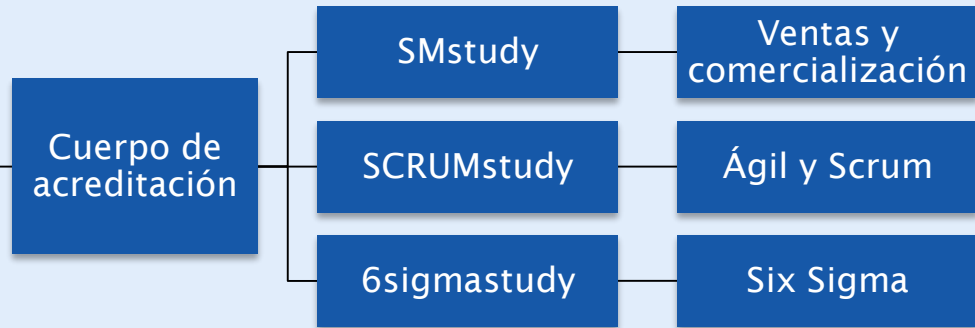 Cuerpo de
acreditación
SMstudy
Ventas y
comercialización
SCRUMstudy
Ágil y Scrum
6sigmastudy
Six Sigma